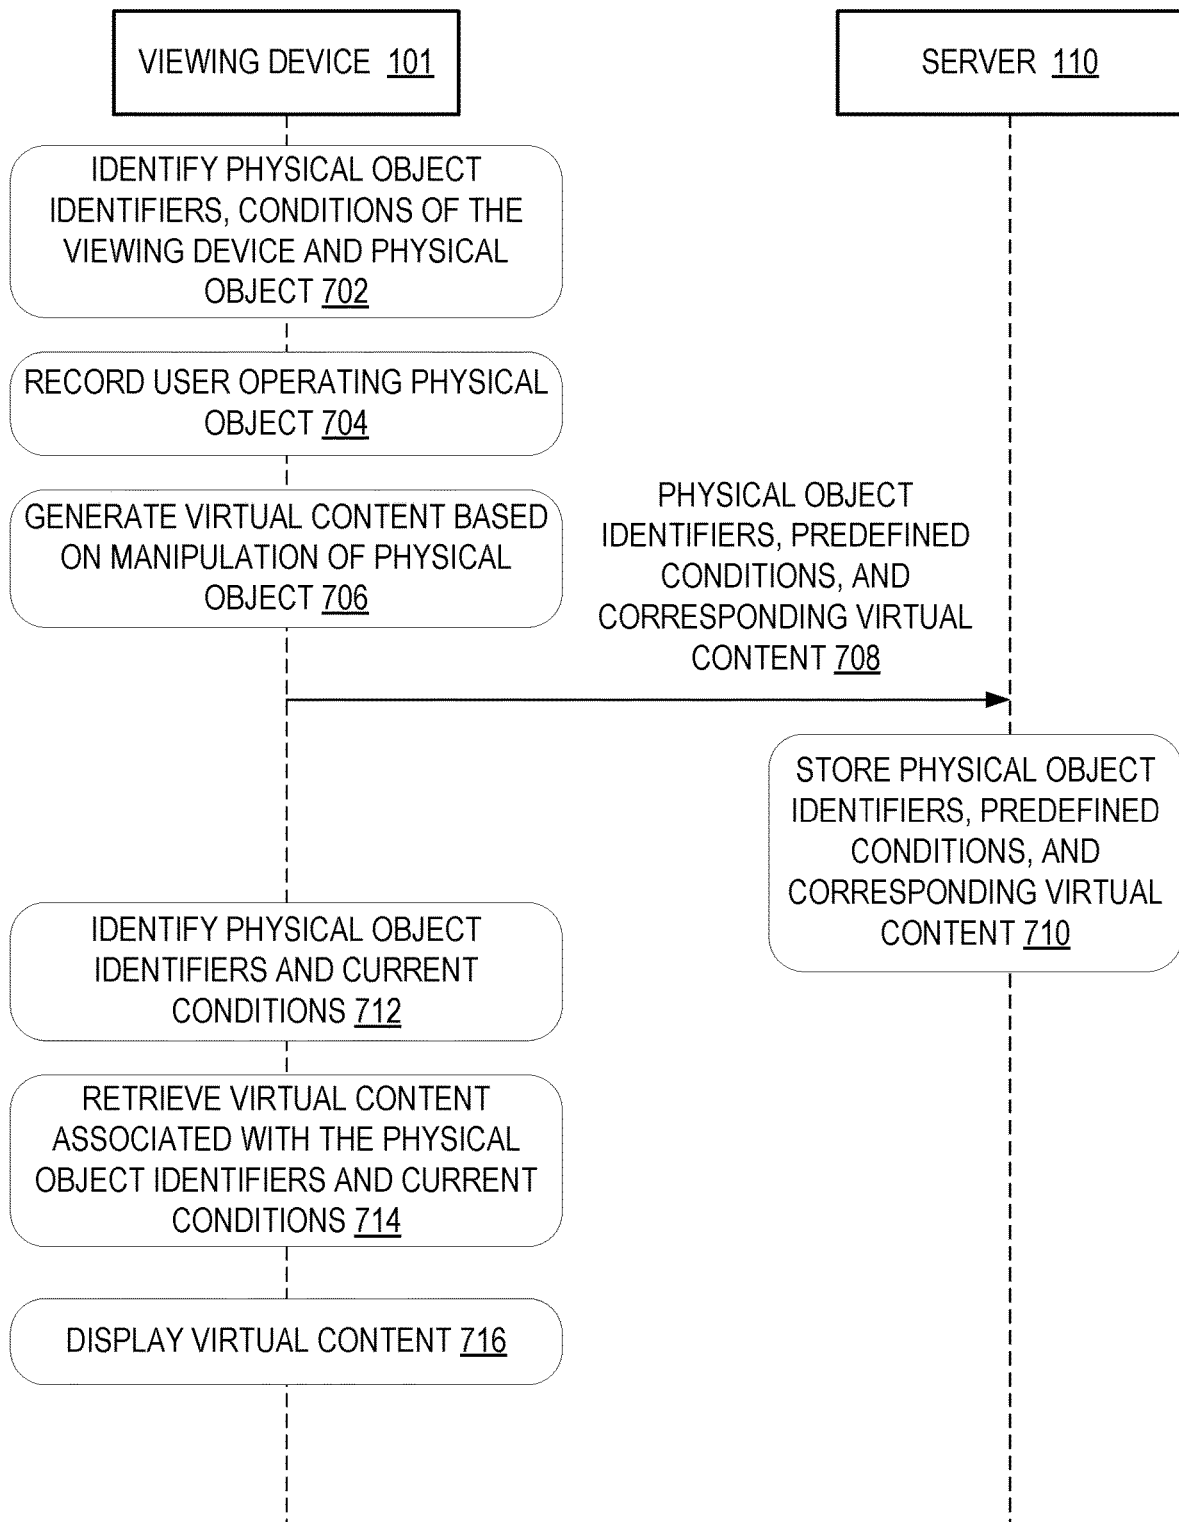 VIEWING DEVICE 101
SERVER 110
IDENTIFY PHYSICAL OBJECT
IDENTIFIERS, CONDITIONS OF THE
VIEWING DEVICE AND PHYSICAL
OBJECT 702
RECORD USER OPERATING PHYSICAL
OBJECT 704
GENERATE VIRTUAL CONTENT BASED
ON MANIPULATION OF PHYSICAL
OBJECT 706
PHYSICAL OBJECT
IDENTIFIERS, PREDEFINED
CONDITIONS, AND
CORRESPONDING VIRTUAL
CONTENT 708
STORE PHYSICAL OBJECT
IDENTIFIERS, PREDEFINED
CONDITIONS, AND
CORRESPONDING VIRTUAL
CONTENT 710
IDENTIFY PHYSICAL OBJECT
IDENTIFIERS AND CURRENT
CONDITIONS 712
RETRIEVE VIRTUAL CONTENT
ASSOCIATED WITH THE PHYSICAL
OBJECT IDENTIFIERS AND CURRENT
CONDITIONS 714
DISPLAY VIRTUAL CONTENT 716